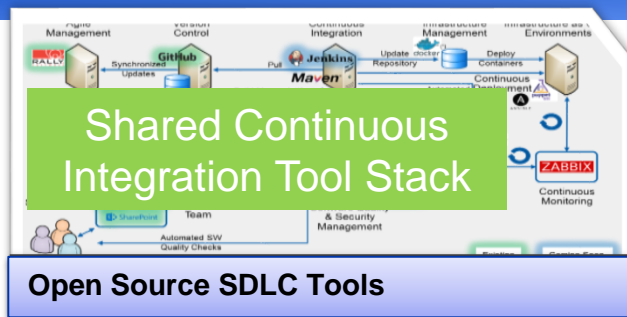 Agile
Management
Version
Control
Continuous
Integration
Infrastructure
Management
Infrastructure as
Environments
RALLY
Synchronized
Updates
GitHub
Pull
Jenkins
Maven
Update
Repository
docker
Deploy
Containers
Continuous
Shared Continuous
Integration Tool Stack
ZABBIX
Continuous
Monitoring
SharePoint
Team
& Security
Management
Automated SW
Quality Checks
Open Source SDLC Tools